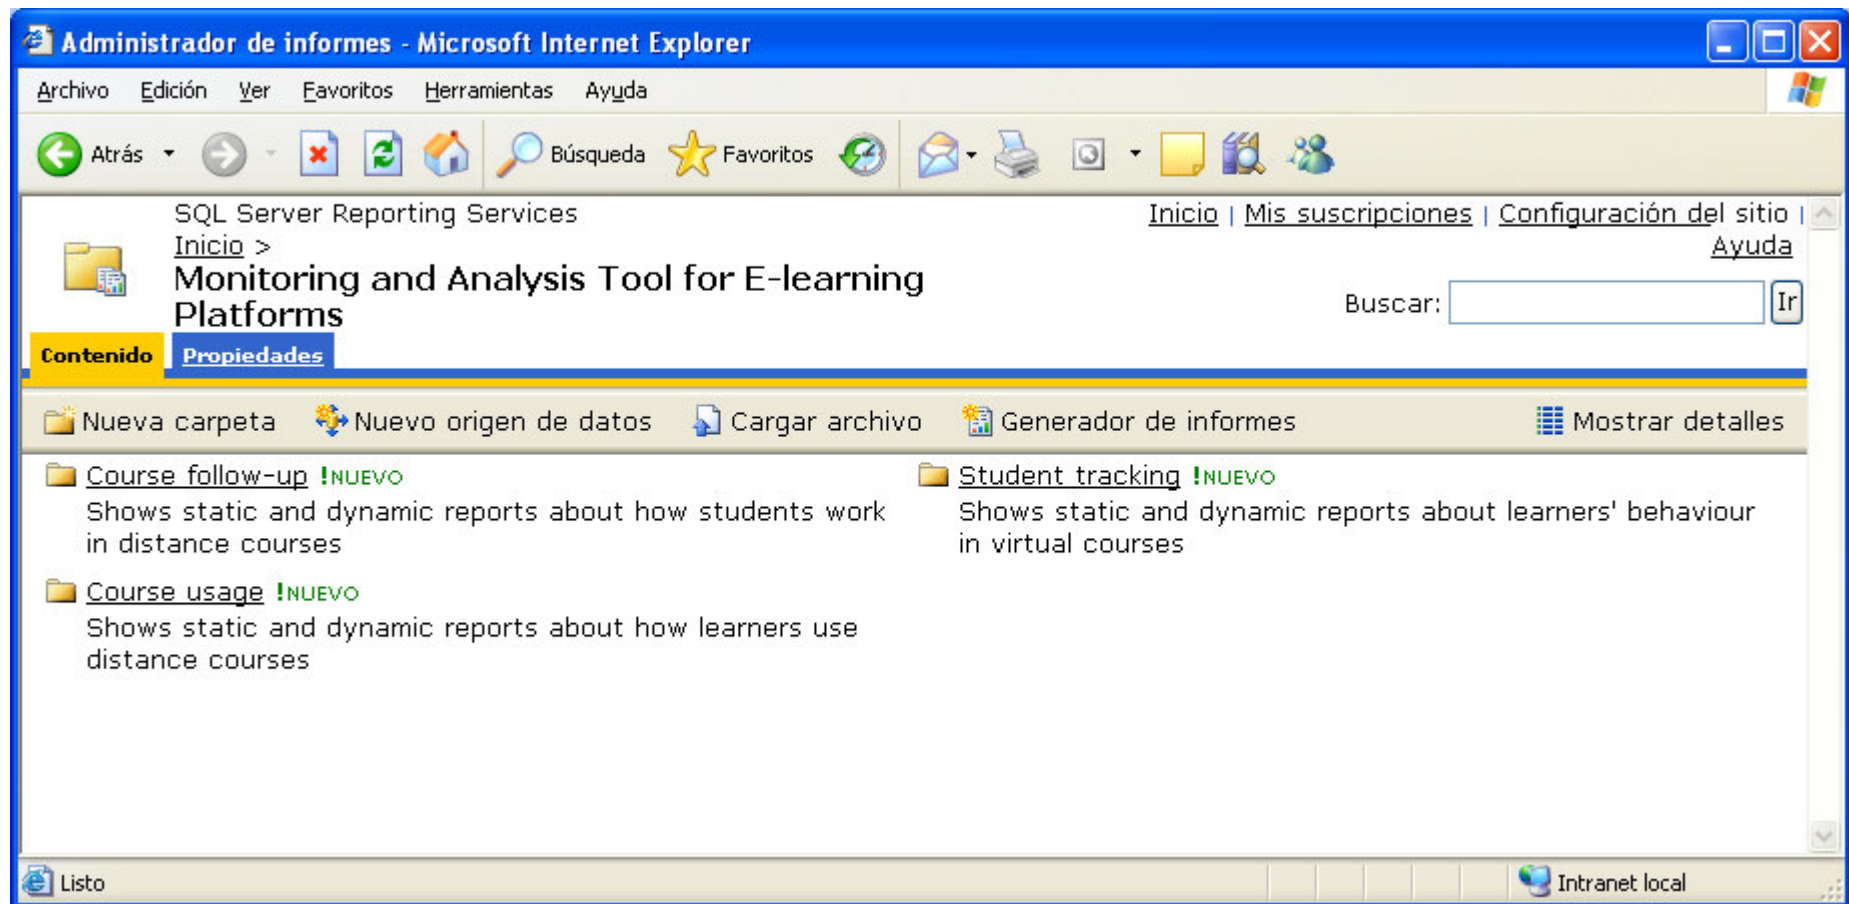 Administrador de informes - Microsoft Internet Explorer
Archivo Edición Ver Favoritos Herramientas Ayuda
Atrás Búsqueda Favoritos
SQL Server Reporting Services
Inicio | Mis suscripciones | Configuración del sitio |
Ayuda
Inicio >
Monitoring and Analysis Tool for E-learning
Platforms
Buscar: Ir
Contenido Propiedades
Nueva carpeta Nuevo origen de datos Cargar archivo Generador de informes Mostrar detalles
Course follow-up !NUEVO
Shows static and dynamic reports about how students work
in distance courses
Student tracking !NUEVO
Shows static and dynamic reports about learners' behaviour
in virtual courses
Course usage !NUEVO
Shows static and dynamic reports about how learners use
distance courses
Listo Intranet local